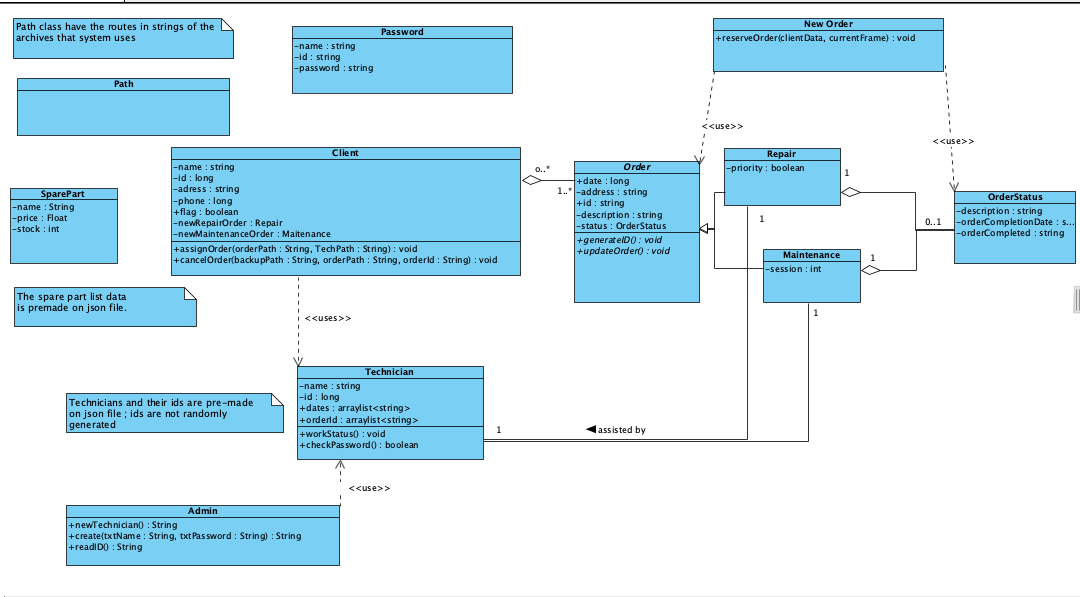 Path class have the routes in strings of the
archives that system uses
Path
Password
-name : string
-id : string
-password : string
New Order
+reserveOrder(clientData, currentFrame) : void
<<use>>
<<use>>
Client
-name : string
-id : long
-adress : string
-phone : long
+flag : boolean
-newRepairOrder : Repair
-newMaintenanceOrder : Maitenance
+assignOrder(orderPath : String, TechPath : String) : void
+cancelOrder(backupPath : String, orderPath : String, orderId : String) : void
o..*
1..*
Order
+date : long
-address : string
+id : string
-description : string
-status : OrderStatus
+generateID() : void
+updateOrder() : void
Repair
-priority : boolean
1
1
Maintenance
-session : int
1
1
0..1
OrderStatus
-description : string
-orderCompletionDate : s...
-orderCompleted : string
SparePart
-name : String
-price : Float
-stock : int
The spare part list data
is premade on json file.
<<uses>>
Technician
-name : string
-id : long
+dates : arraylist<string>
+orderId : arraylist<string>
+workStatus() : void
+checkPassword() : boolean
1
assisted by
Technicians and their ids are pre-made
on json file ; ids are not randomly
generated
<<use>>
Admin
+newTechnician() : String
+create(txtName : String, txtPassword : String) : String
+readID() : String